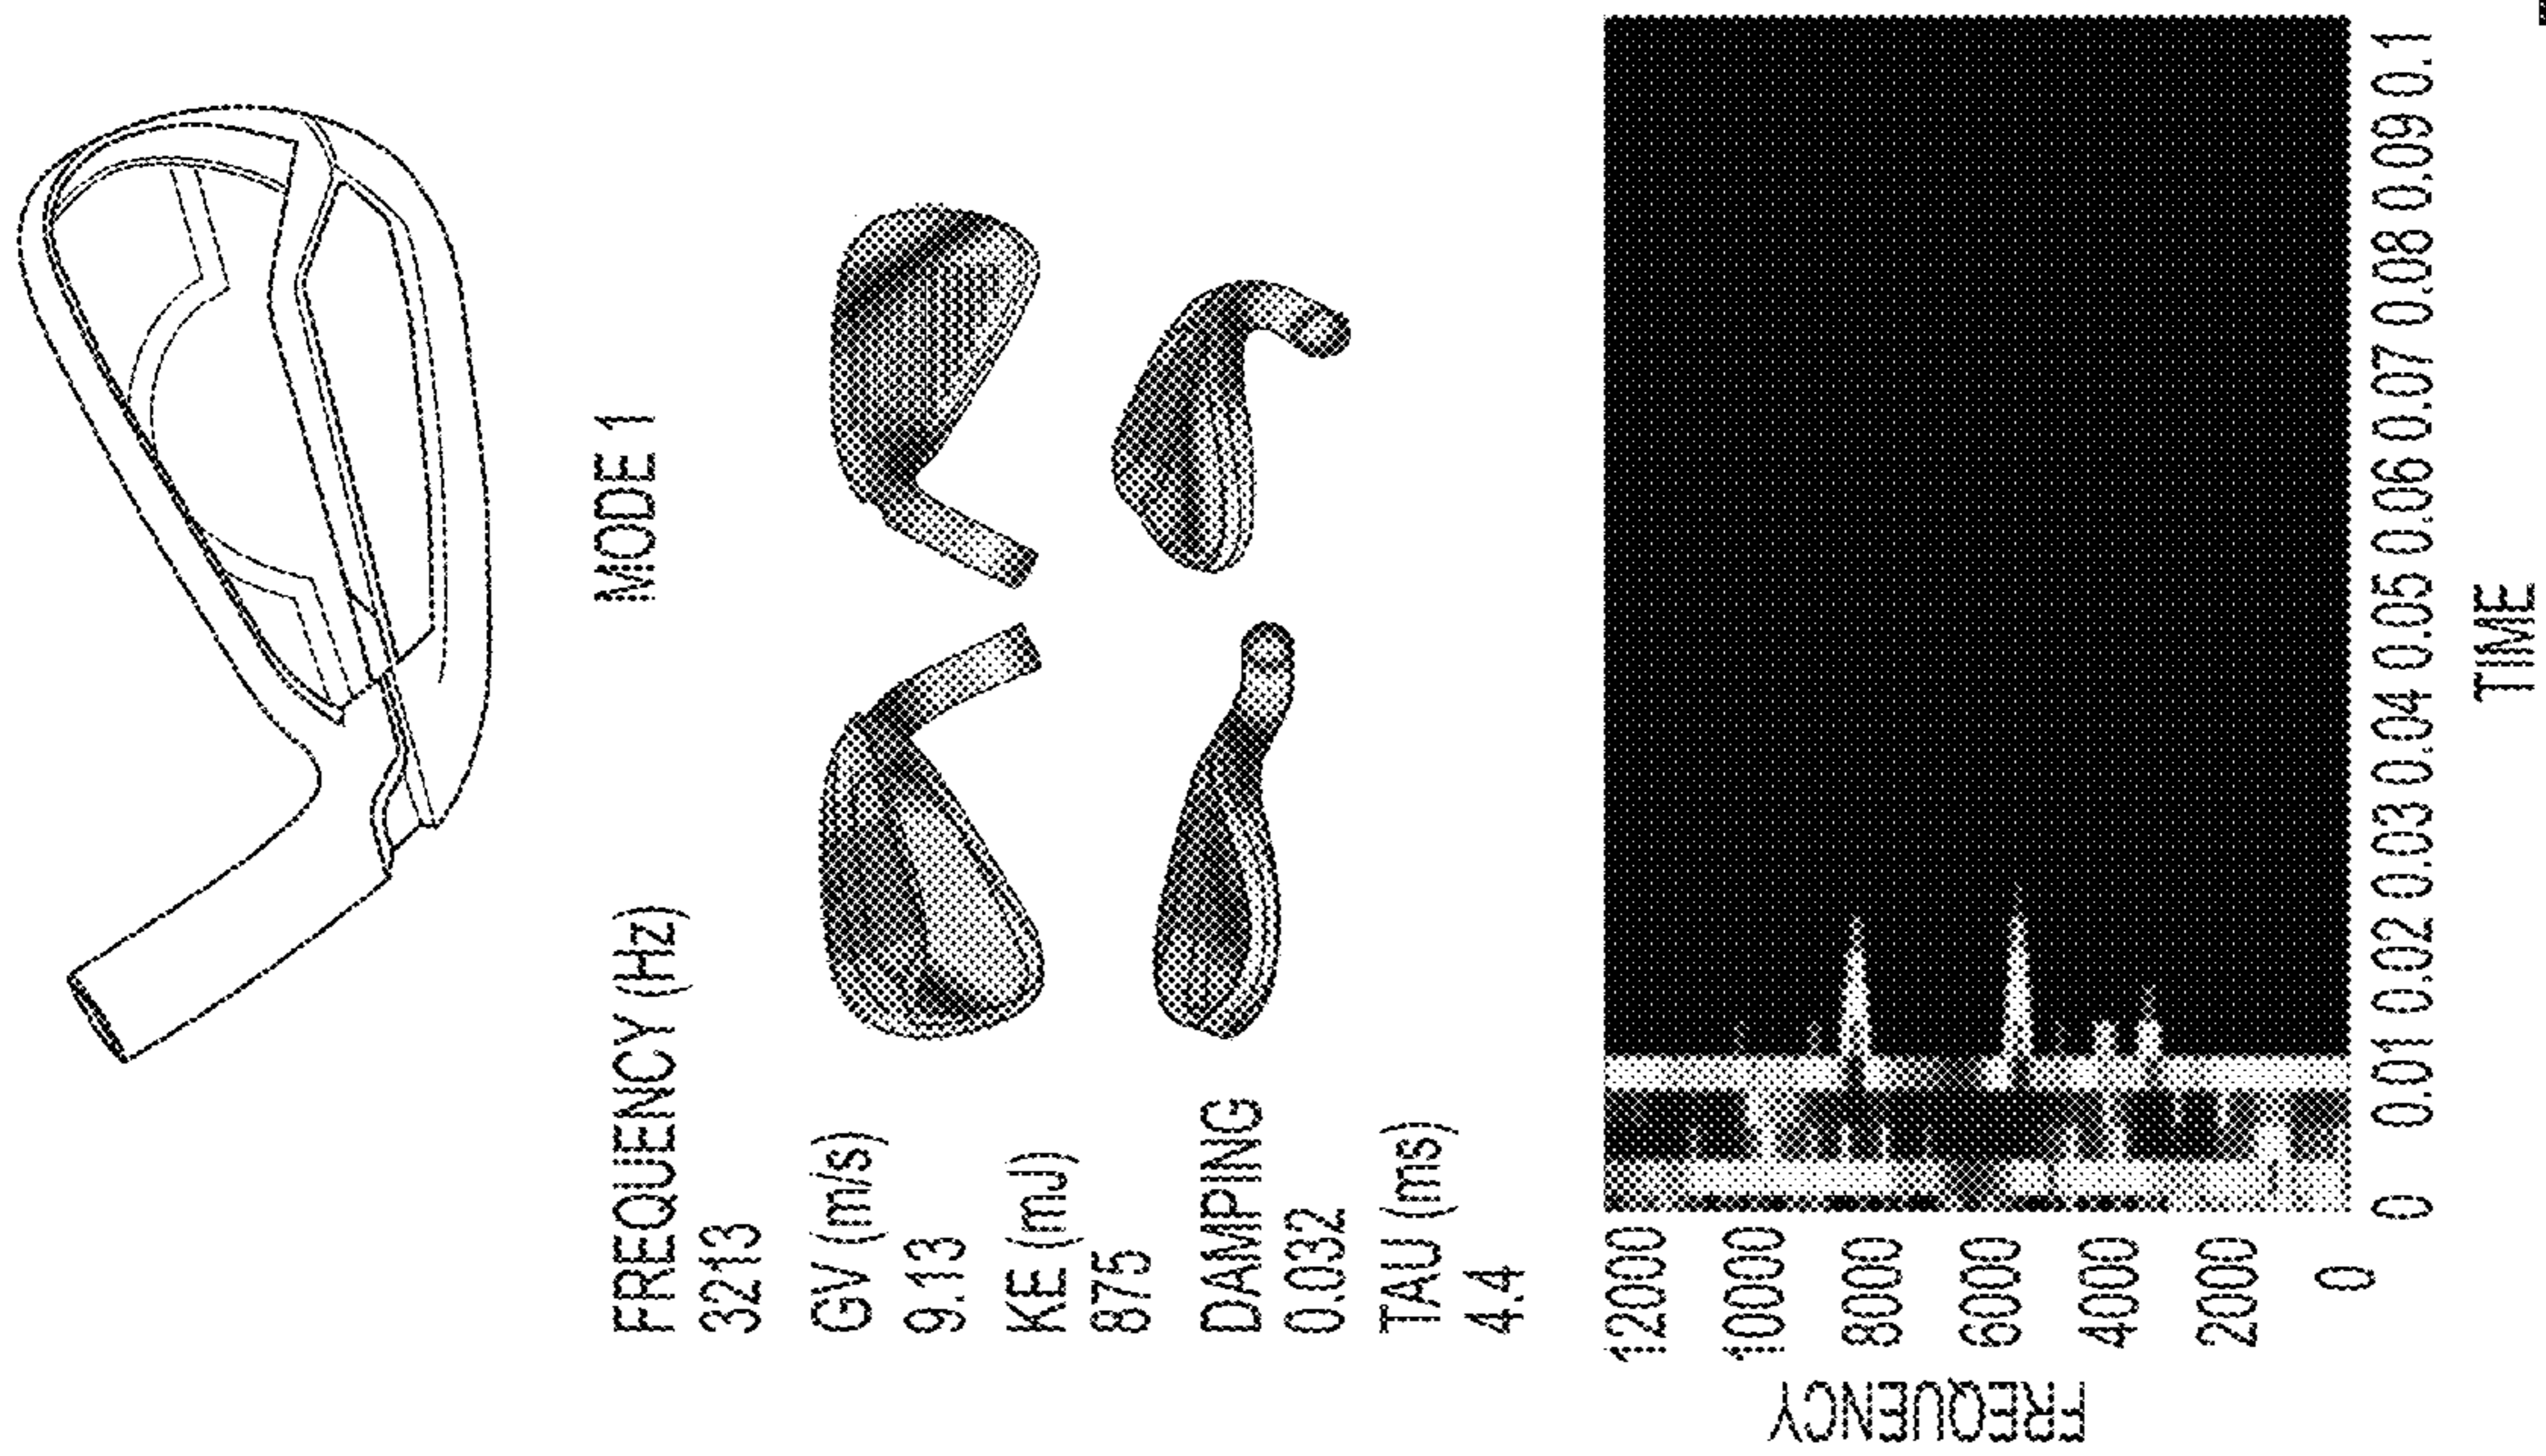 FREQUENCY (Hz)
3213
MODE 1
GV (m/s)
9.13
KE (mJ)
875
DAMPING
0.032
TAU (ms)
4.4
FREQUENCY
12000
10000
8000
6000
4000
2000
0
0 0.01 0.02 0.03 0.04 0.05 0.06 0.07 0.08 0.09 0.1
TIME